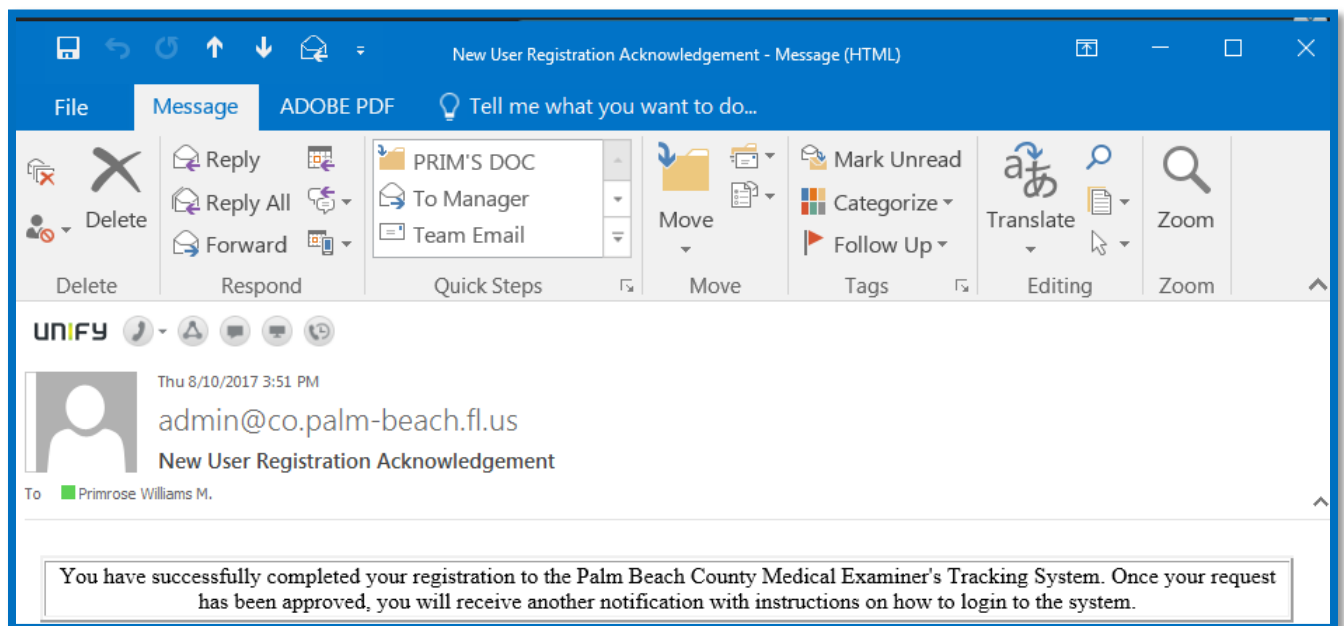 New User Registration Acknowledgement - Message (HTML)
File Message ADOBE PDF Tell me what you want to do...
Reply PRIM'S DOC Mark Unread
Delete Reply All To Manager Move Categorize Translate Zoom
Forward Team Email Follow Up
Delete Respond Quick Steps Move Tags Editing Zoom
UNIFY
Thu 8/10/2017 3:51 PM
admin@co.palm-beach.fl.us
New User Registration Acknowledgement
To Primrose Williams M.
You have successfully completed your registration to the Palm Beach County Medical Examiner's Tracking System. Once your request
has been approved, you will receive another notification with instructions on how to login to the system.